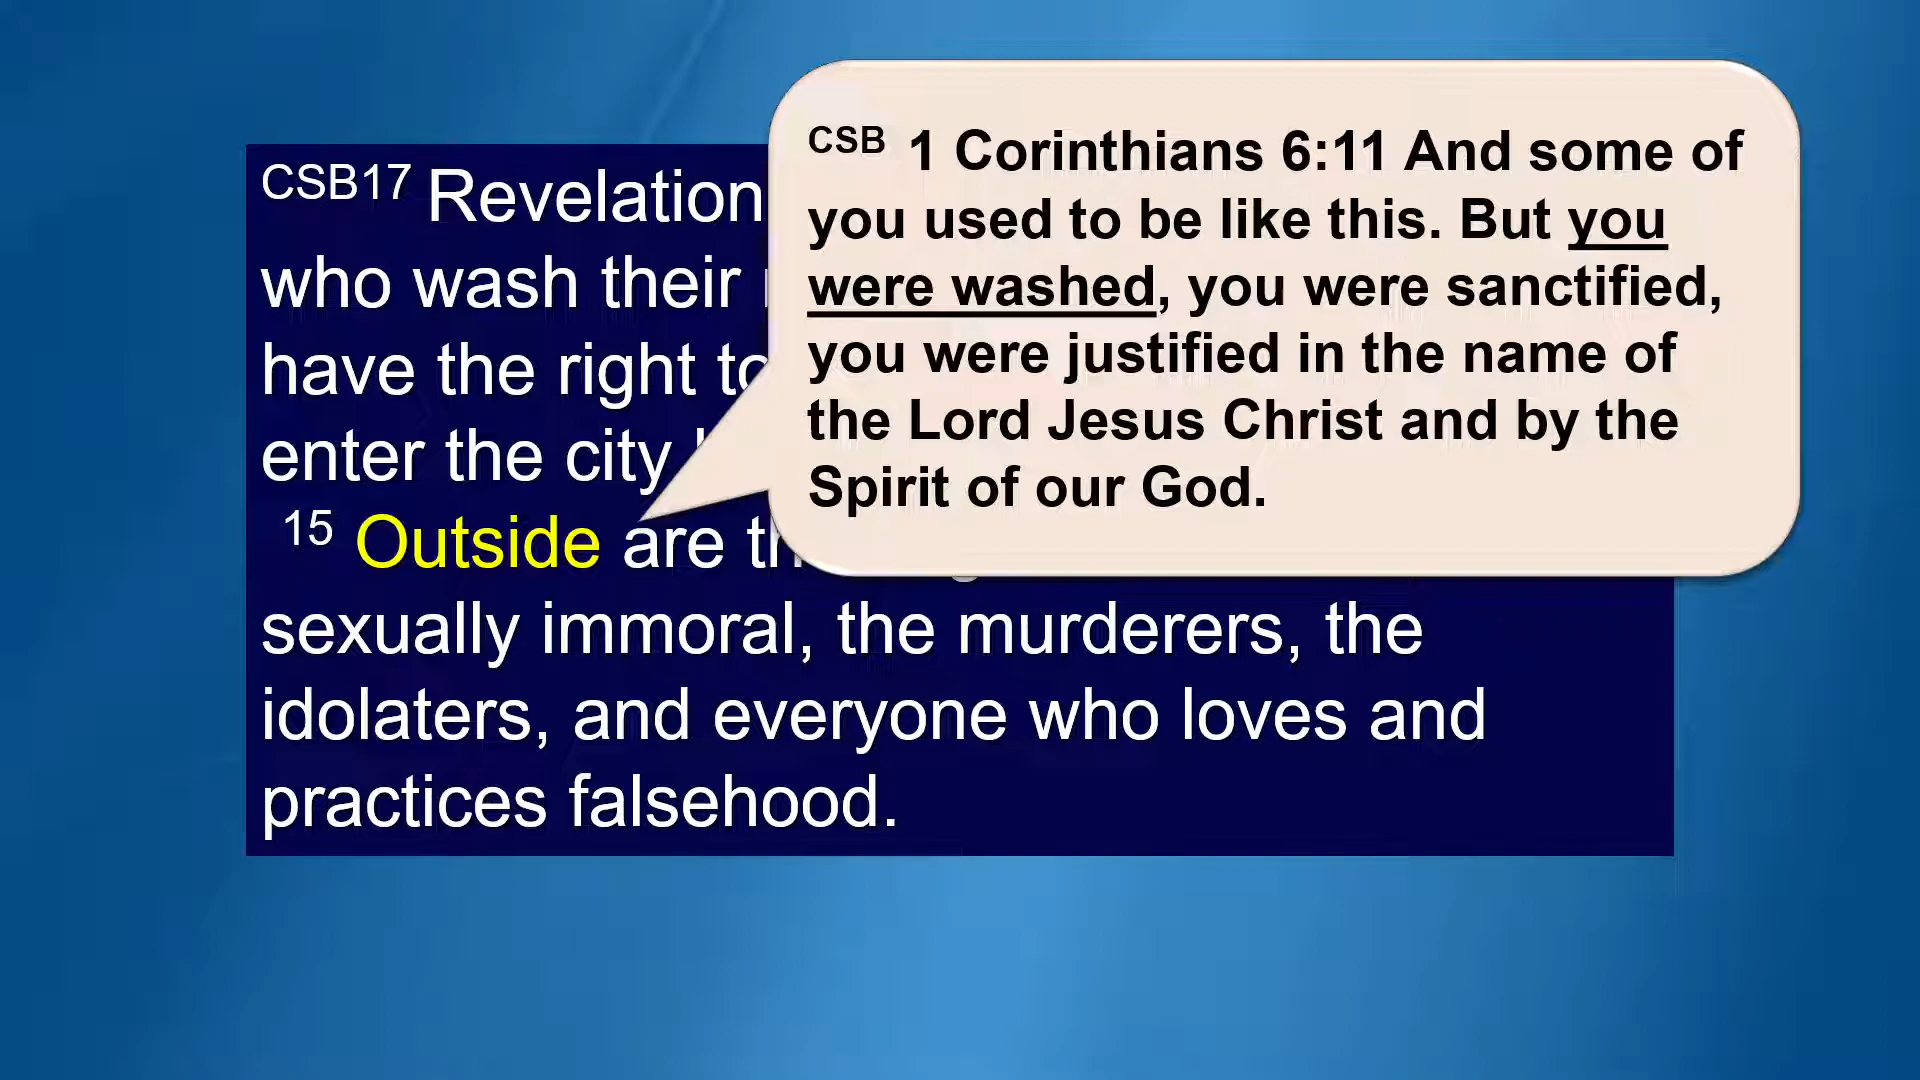 CSB17 Revelation
who wash their
have the right to
enter the city
15 Outside are
sexually immoral, the murderers, the
idolaters, and everyone who loves and
practices falsehood.
CSB 1 Corinthians 6:11 And some of
you used to be like this. But you
were washed, you were sanctified,
you were justified in the name of
the Lord Jesus Christ and by the
Spirit of our God.